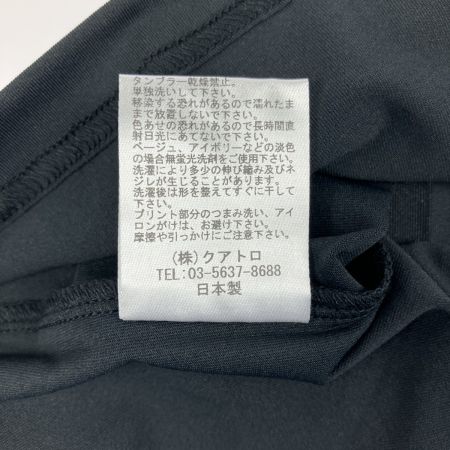 タンブラー乾燥禁止。
単独洗いして下さい。
移染する恐れがあるので濡れたま
まで放置しないで下さい。
色あせの恐れがあるので長時間直
射日光にあてないで下さい。
ベージュ、アイボリーなどの淡色
の場合無蛍光洗剤をご使用下さい。
洗濯により多少の伸び縮み及びネ
ジレが生じることがあります。
洗濯後は形を整えてすぐに干して
下さい。
プリント部分のつまみ洗い、アイ
ロンがけは、お避け下さい。
摩擦や引っかけにご注意下さい。
(株)クアトロ
TEL:03-5637-8688
日本製